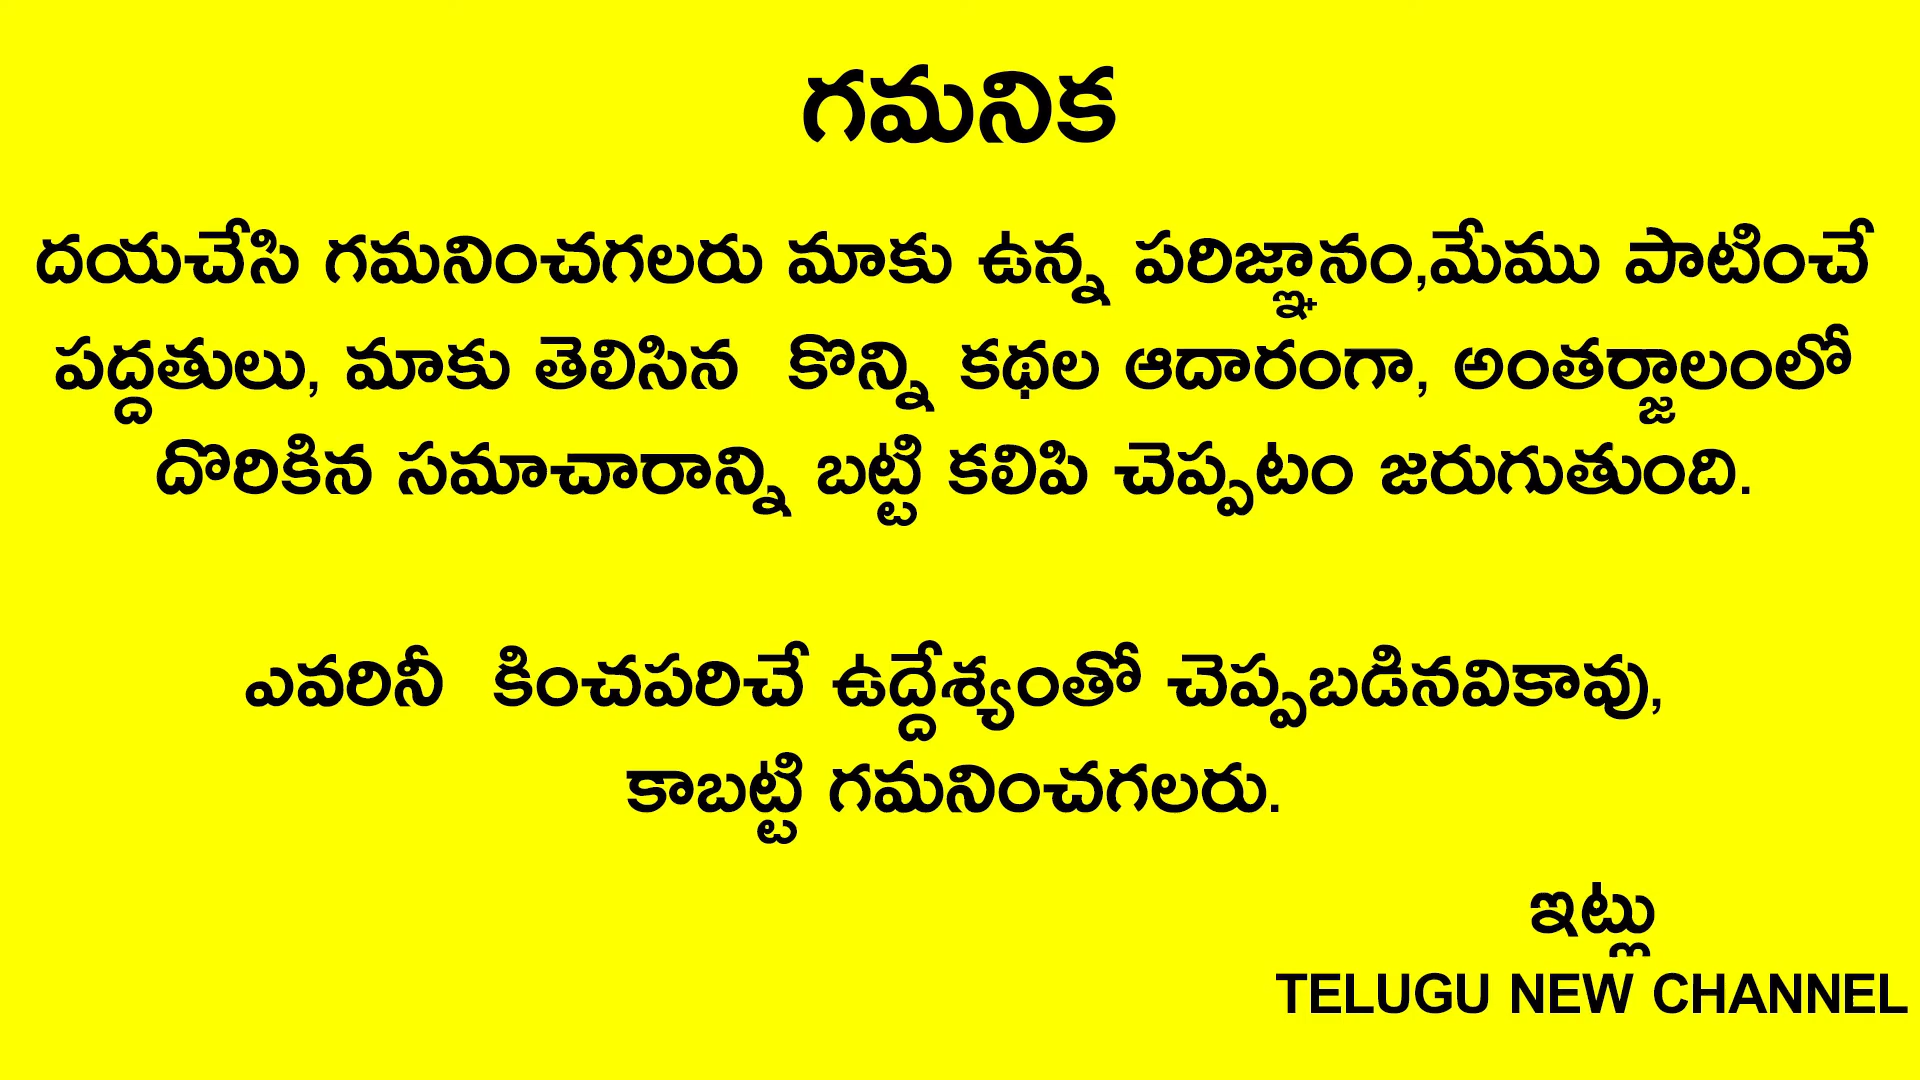 గమనిక
దయచేసి గమనించగలరు మాకు ఉన్న పరిజ్ఞానం,మేము పాటించే
పద్దతులు, మాకు తెలిసిన కొన్ని కథల ఆదారంగా, అంతర్జాలంలో
దొరికిన సమాచారాన్ని బట్టి కలిపి చెప్పటం జరుగుతుంది.
ఎవరినీ కించపరిచే ఉద్దేశ్యంతో చెప్పబడినవికావు,
కాబట్టి గమనించగలరు.
ఇట్లు
TELUGU NEW CHANNEL